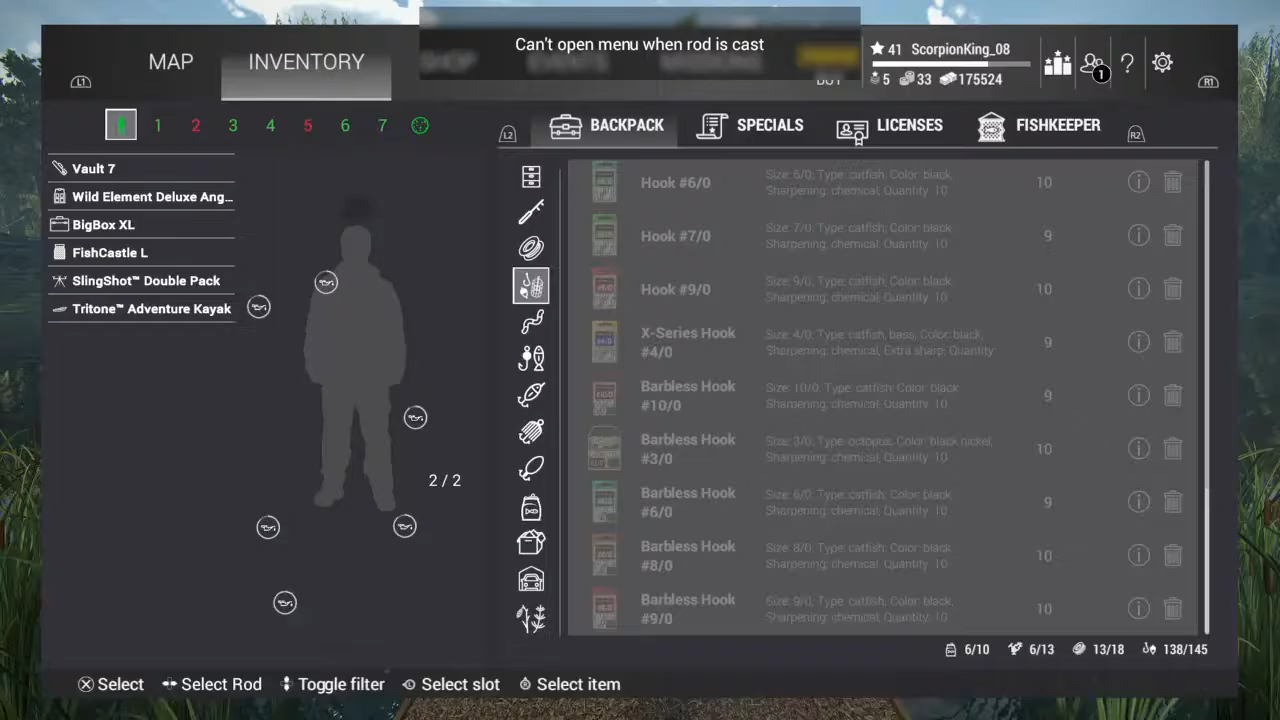 MAP
INVENTORY
Can't open menu when rod is cast
41 ScorpionKing_08
5 33 175524
1
L1
R1
1 2 3 4 5 6 7
L2
BACKPACK
SPECIALS
LICENSES
FISHKEEPER
R2
Vault 7
Wild Element Deluxe Ang...
BigBox XL
FishCastle L
SlingShot™ Double Pack
Tritone™ Adventure Kayak
2 / 2
Hook #6/0
Size: 6/0; Type: catfish; Color: black;
Sharpening: chemical; Quantity: 10
10
Hook #7/0
Size: 7/0; Type: catfish; Color: black;
Sharpening: chemical; Quantity: 10
9
Hook #9/0
Size: 9/0; Type: catfish; Color: black;
Sharpening: chemical; Quantity: 10
10
X-Series Hook
#4/0
Size: 4/0; Type: catfish, bass; Color: black;
Sharpening: chemical, Extra sharp; Quantity
9
Barbless Hook
#10/0
Size: 10/0; Type: catfish; Color: black
Sharpening: chemical; Quantity: 10
9
Barbless Hook
#3/0
Size: 3/0; Type: octopus; Color: black nickel;
Sharpening: chemical; Quantity: 10
10
Barbless Hook
#6/0
Size: 6/0; Type: catfish; Color: black
Sharpening: chemical; Quantity: 10
9
Barbless Hook
#8/0
Size: 8/0; Type: catfish; Color: black
Sharpening: chemical; Quantity: 10
10
Barbless Hook
#9/0
Size: 9/0; Type: catfish; Color: black;
Sharpening: chemical; Quantity: 10
10
6/10 6/13 13/18 138/145
Select Select Rod Toggle filter Select slot Select item